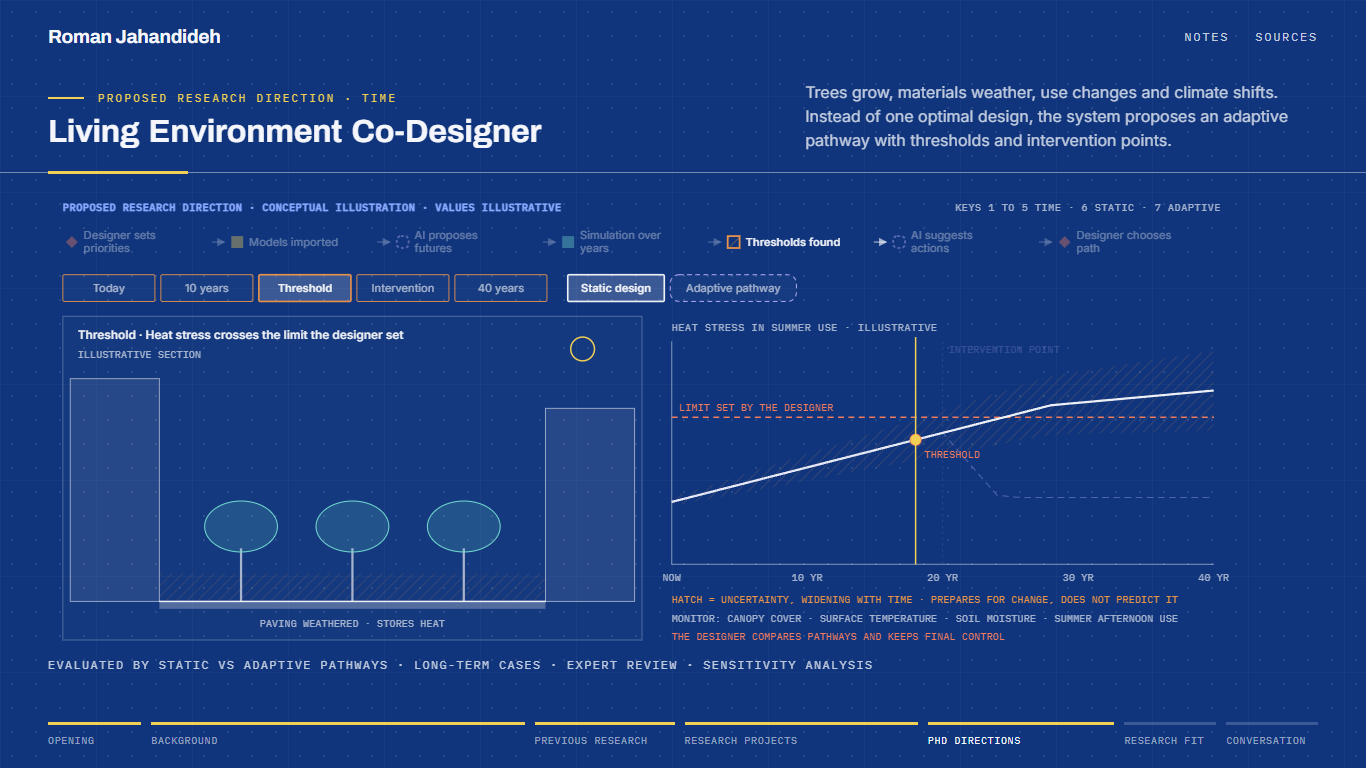 Roman Jahandideh
NOTES
SOURCES
PROPOSED RESEARCH DIRECTION · TIME
Living Environment Co-Designer
Trees grow, materials weather, use changes and climate shifts.
Instead of one optimal design, the system proposes an adaptive
pathway with thresholds and intervention points.
PROPOSED RESEARCH DIRECTION · CONCEPTUAL ILLUSTRATION · VALUES ILLUSTRATIVE
KEYS 1 TO 5 TIME · 6 STATIC · 7 ADAPTIVE
Designer sets
priorities
Models imported
AI proposes
futures
Simulation over
years
Thresholds found
AI suggests
actions
Designer chooses
path
Today
10 years
Threshold
Intervention
40 years
Static design
Adaptive pathway
Threshold · Heat stress crosses the limit the designer set
ILLUSTRATIVE SECTION
PAVING WEATHERED · STORES HEAT
HEAT STRESS IN SUMMER USE · ILLUSTRATIVE
INTERVENTION POINT
LIMIT SET BY THE DESIGNER
THRESHOLD
NOW
10 YR
20 YR
30 YR
40 YR
HATCH = UNCERTAINTY, WIDENING WITH TIME · PREPARES FOR CHANGE, DOES NOT PREDICT IT
MONITOR: CANOPY COVER · SURFACE TEMPERATURE · SOIL MOISTURE · SUMMER AFTERNOON USE
THE DESIGNER COMPARES PATHWAYS AND KEEPS FINAL CONTROL
EVALUATED BY STATIC VS ADAPTIVE PATHWAYS · LONG-TERM CASES · EXPERT REVIEW · SENSITIVITY ANALYSIS
OPENING
BACKGROUND
PREVIOUS RESEARCH
RESEARCH PROJECTS
PHD DIRECTIONS
RESEARCH FIT
CONVERSATION